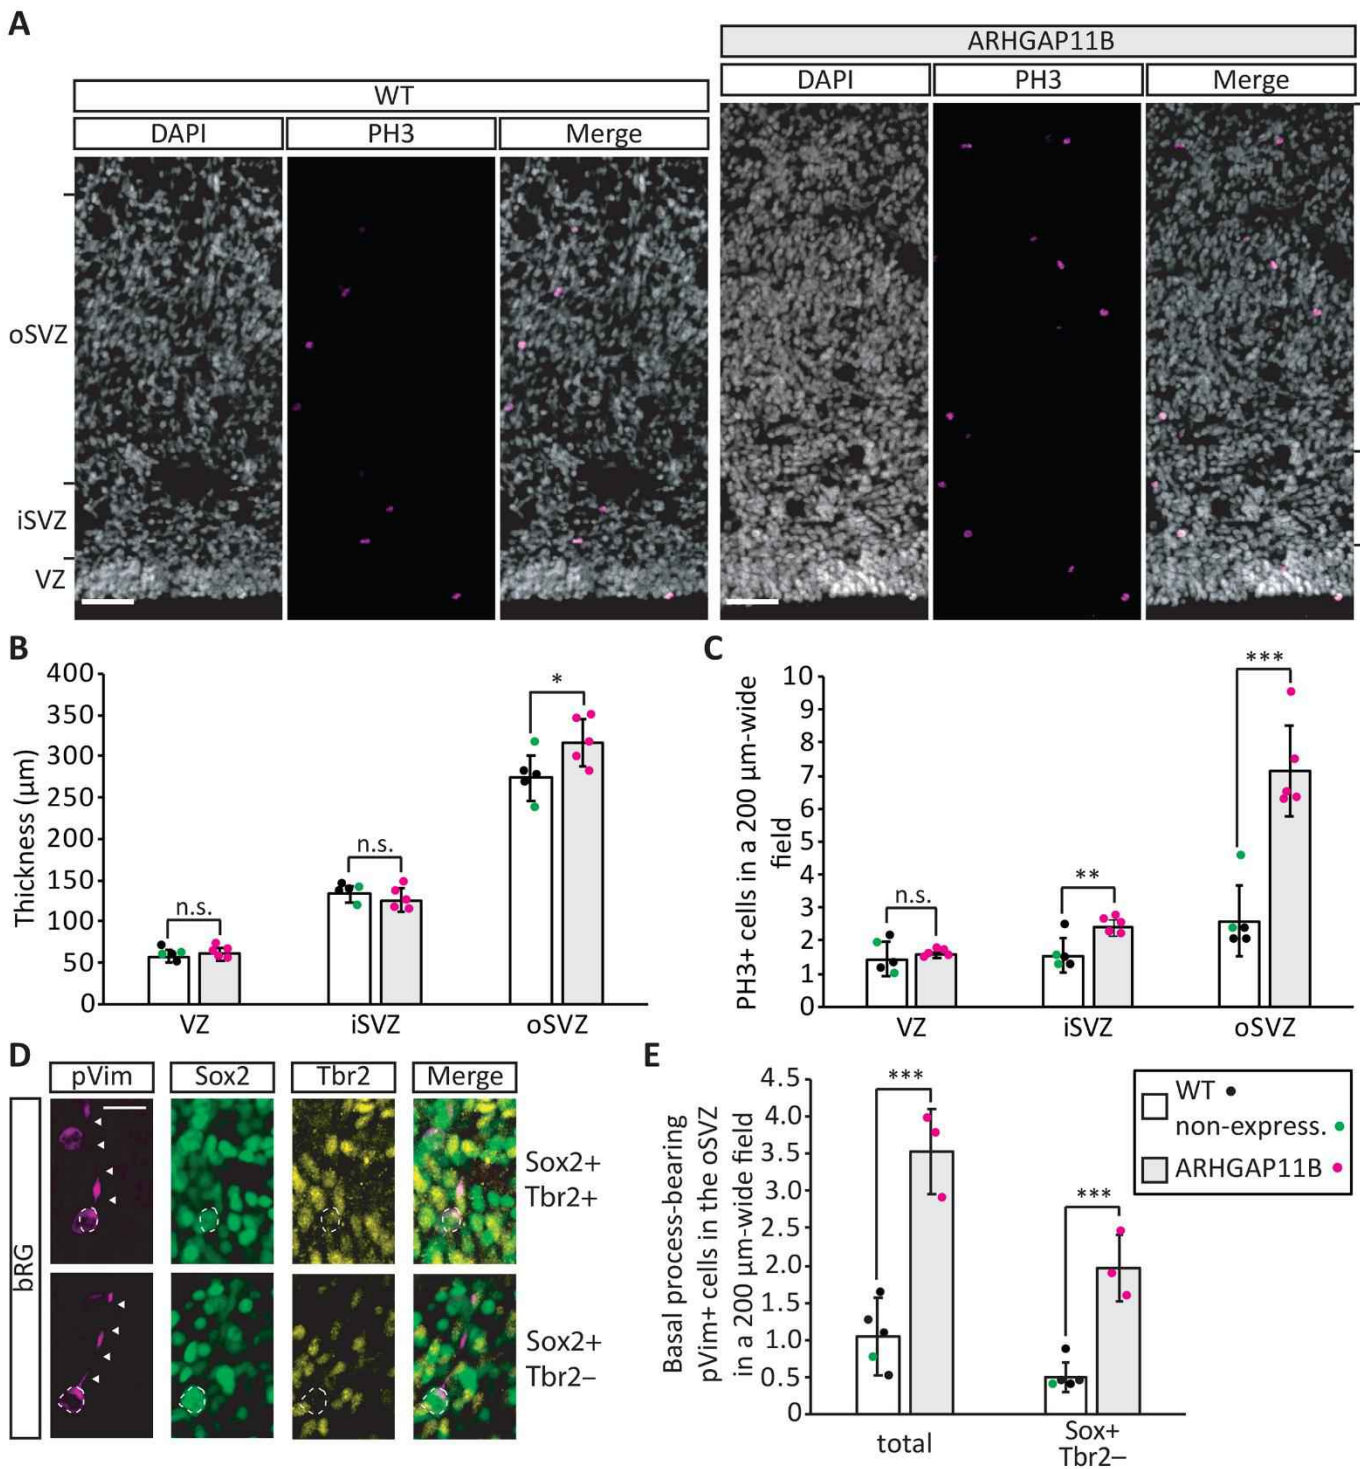 A
WT
DAPI
PH3
Merge
ARHGAP11B
DAPI
PH3
Merge
oSVZ
iSVZ
VZ
B
Thickness (μm)
400
350
300
250
200
150
100
50
0
n.s.
n.s.
*
VZ
iSVZ
oSVZ
C
PH3+ cells in a 200 μm-wide
field
10
9
8
7
6
5
4
3
2
1
0
n.s.
**
***
VZ
iSVZ
oSVZ
D
pVim
Sox2
Tbr2
Merge
bRG
Sox2+
Tbr2+
Sox2+
Tbr2–
E
Basal process-bearing
pVim+ cells in the oSVZ
in a 200 μm-wide field
4.5
4.0
3.5
3.0
2.5
2.0
1.5
1.0
0.5
0
***
***
total
Sox+
Tbr2–
WT
non-express.
ARHGAP11B